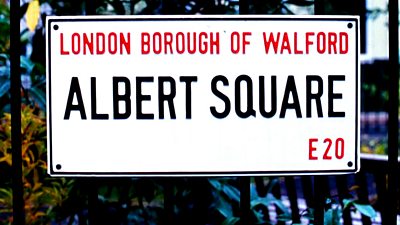 LONDON BOROUGH OF WALFORD
ALBERT SQUARE
E20